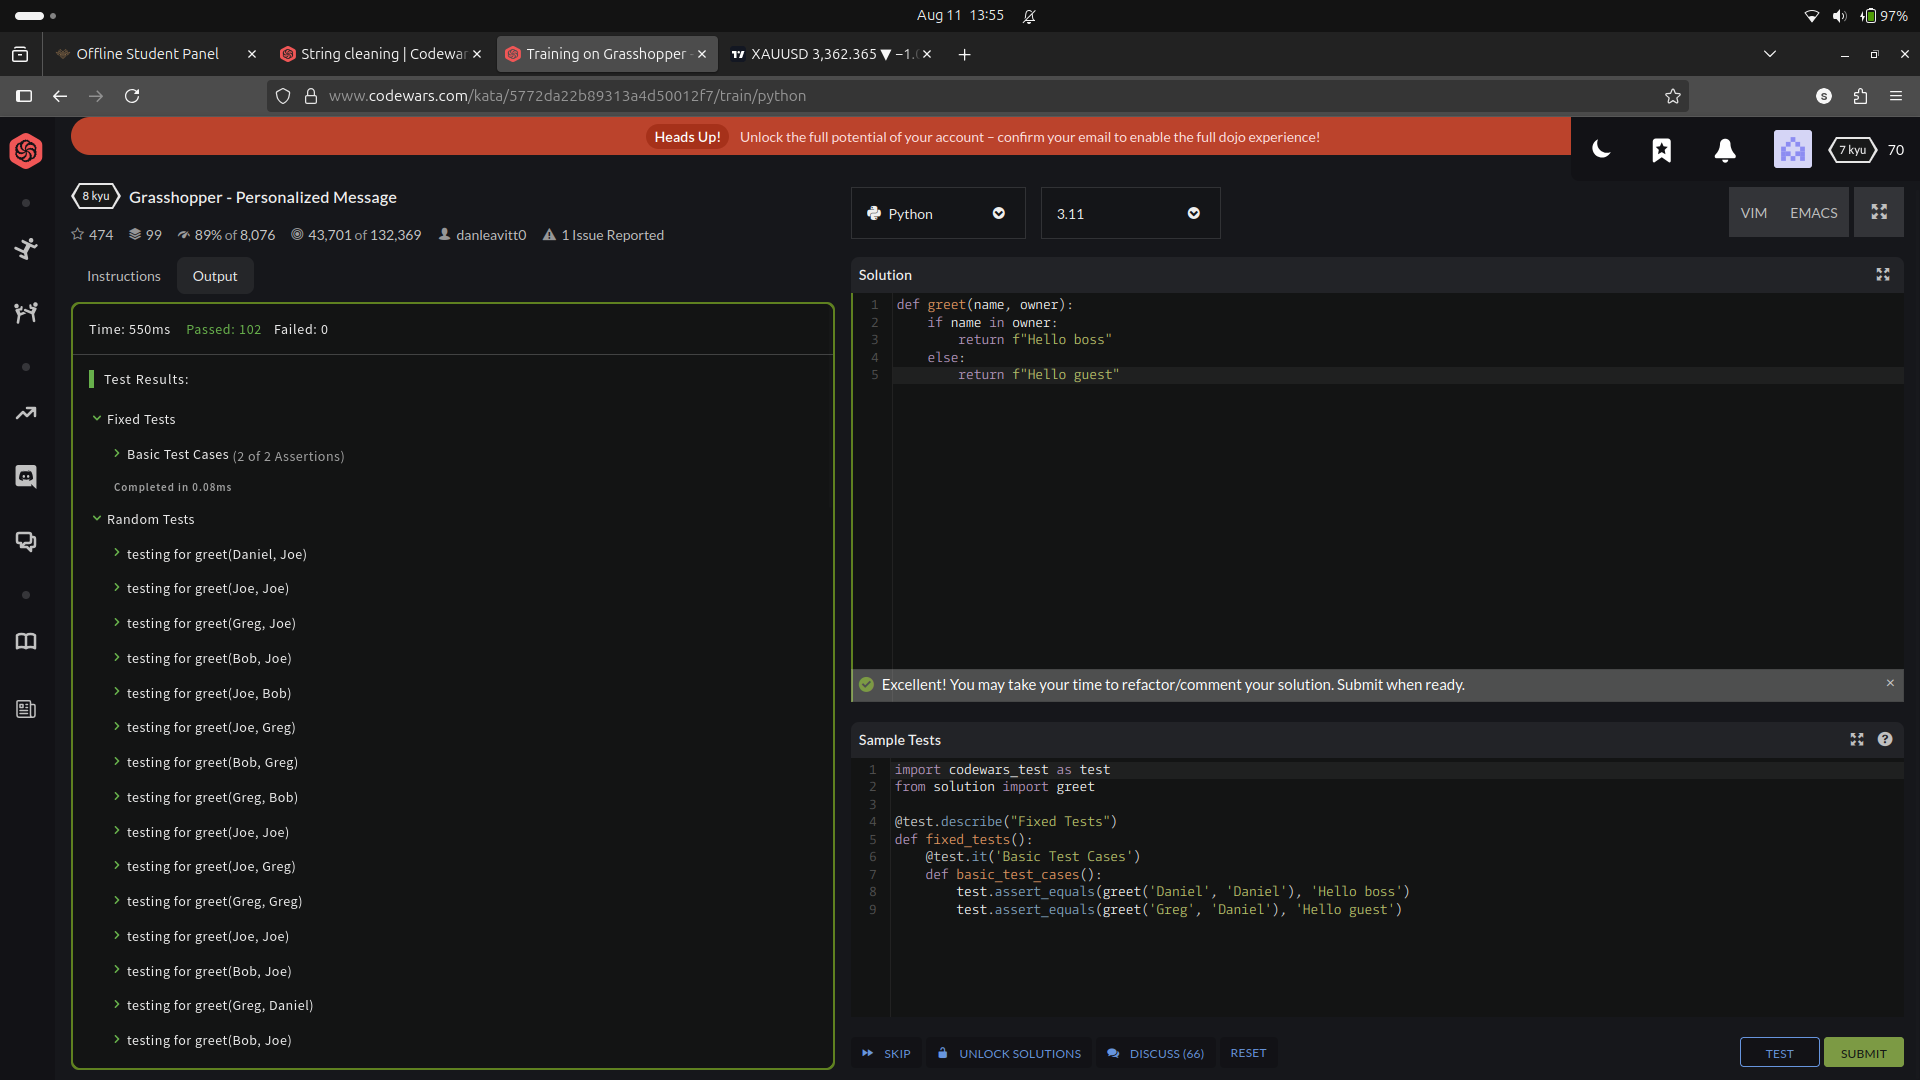 Aug 11 13:55
97%
Offline Student Panel
String cleaning | Codewar
Training on Grasshopper -
XAUUSD 3,362.365 ▼ −1.
www.codewars.com/kata/5772da22b89313a4d50012f7/train/python
S
Heads Up! Unlock the full potential of your account – confirm your email to enable the full dojo experience!
7 kyu 70
8 kyu Grasshopper - Personalized Message
474 99 89% of 8,076 43,701 of 132,369 danleavitt0 1 Issue Reported
Python
3.11
VIM EMACS
Instructions Output
Time: 550ms Passed: 102 Failed: 0
Test Results:
Fixed Tests
Basic Test Cases (2 of 2 Assertions)
Completed in 0.08ms
Random Tests
testing for greet(Daniel, Joe)
testing for greet(Joe, Joe)
testing for greet(Greg, Joe)
testing for greet(Bob, Joe)
testing for greet(Joe, Bob)
testing for greet(Joe, Greg)
testing for greet(Bob, Greg)
testing for greet(Greg, Bob)
testing for greet(Joe, Joe)
testing for greet(Joe, Greg)
testing for greet(Greg, Greg)
testing for greet(Joe, Joe)
testing for greet(Bob, Joe)
testing for greet(Greg, Daniel)
testing for greet(Bob, Joe)
Solution
1 def greet(name, owner):
2     if name in owner:
3         return f"Hello boss"
4     else:
5         return f"Hello guest"
Excellent! You may take your time to refactor/comment your solution. Submit when ready.
Sample Tests
1 import codewars_test as test
2 from solution import greet
3
4 @test.describe("Fixed Tests")
5 def fixed_tests():
6     @test.it('Basic Test Cases')
7     def basic_test_cases():
8         test.assert_equals(greet('Daniel', 'Daniel'), 'Hello boss')
9         test.assert_equals(greet('Greg', 'Daniel'), 'Hello guest')
SKIP UNLOCK SOLUTIONS DISCUSS (66) RESET TEST SUBMIT